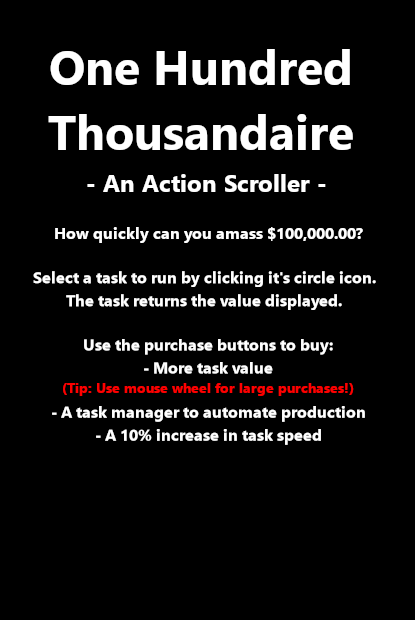 One Hundred
Thousandaire
- An Action Scroller -
How quickly can you amass $100,000.00?
Select a task to run by clicking it's circle icon.
The task returns the value displayed.
Use the purchase buttons to buy:
- More task value
(Tip: Use mouse wheel for large purchases!)
- A task manager to automate production
- A 10% increase in task speed